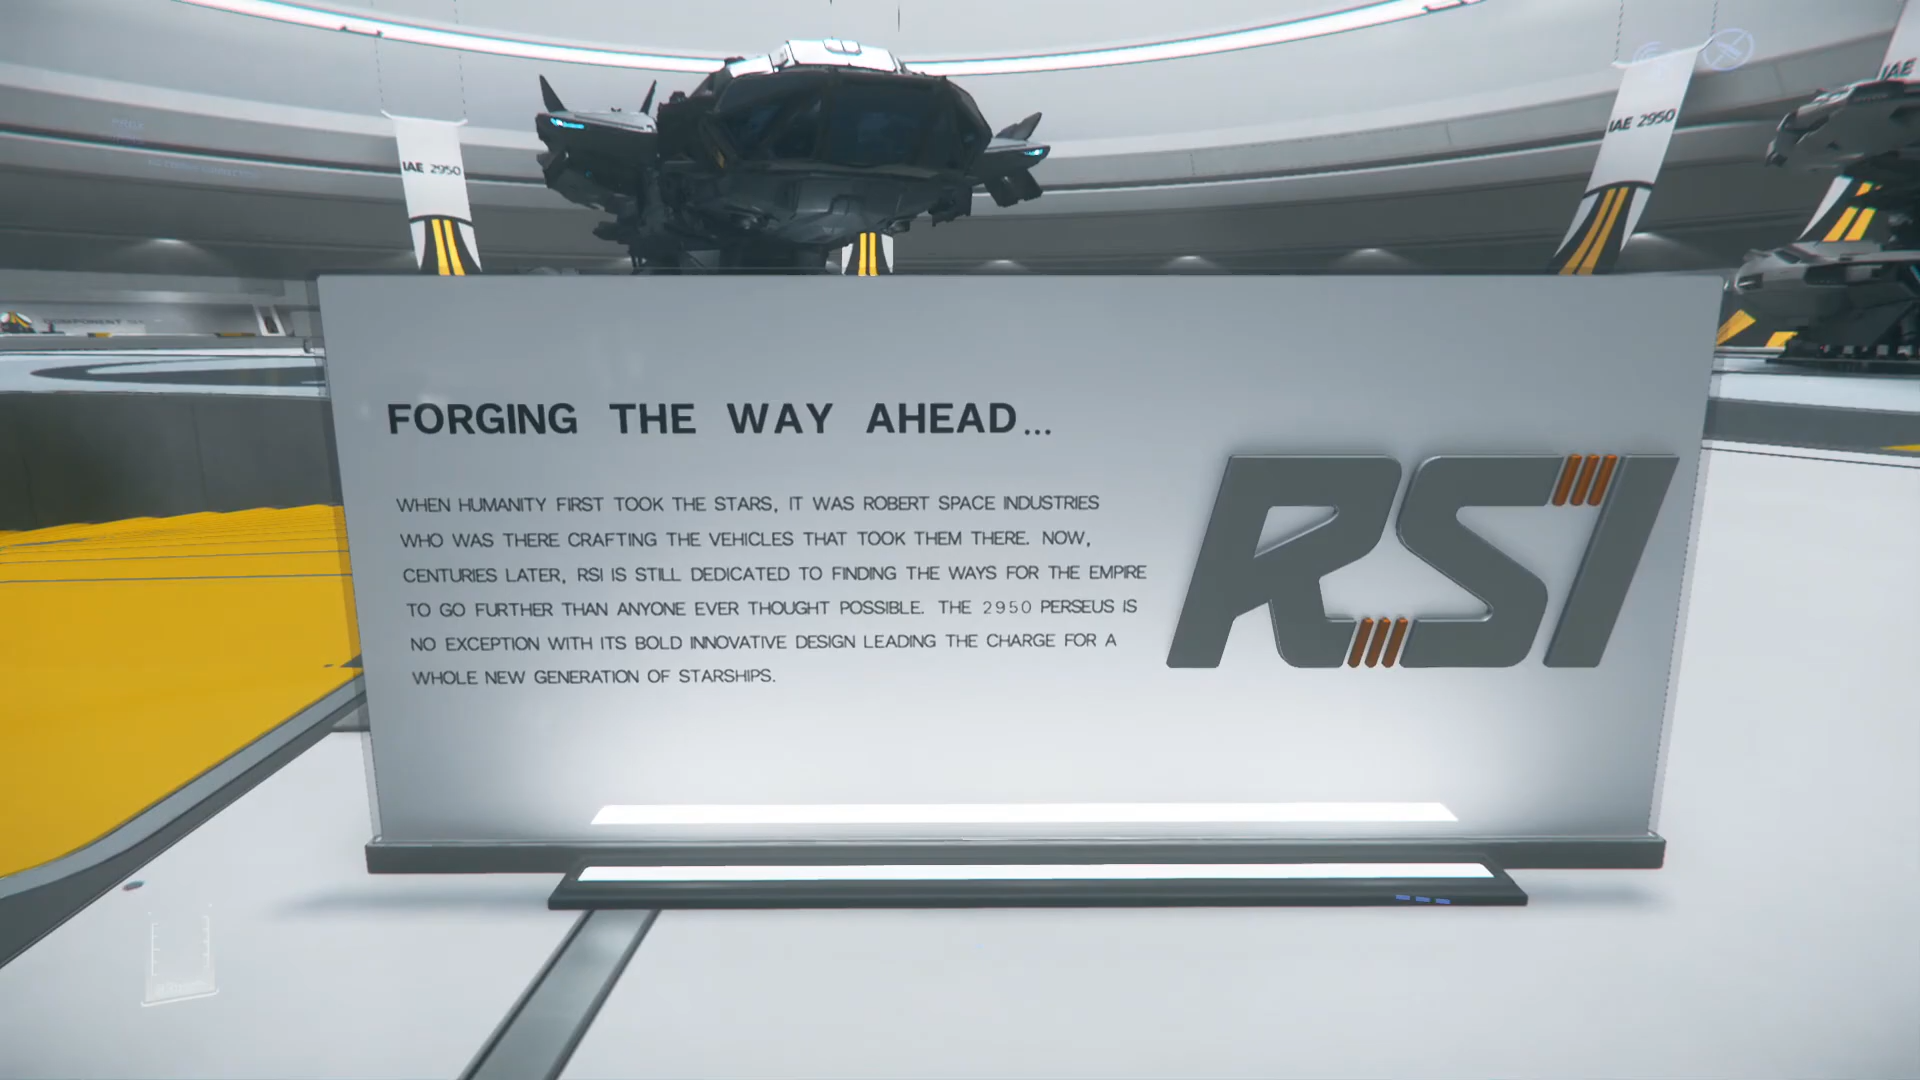 IAE 2950
IAE 2950
IAE
FORGING THE WAY AHEAD...
WHEN HUMANITY FIRST TOOK THE STARS, IT WAS ROBERT SPACE INDUSTRIES
WHO WAS THERE CRAFTING THE VEHICLES THAT TOOK THEM THERE. NOW,
CENTURIES LATER, RSI IS STILL DEDICATED TO FINDING THE WAYS FOR THE EMPIRE
TO GO FURTHER THAN ANYONE EVER THOUGHT POSSIBLE. THE 2950 PERSEUS IS
NO EXCEPTION WITH ITS BOLD INNOVATIVE DESIGN LEADING THE CHARGE FOR A
WHOLE NEW GENERATION OF STARSHIPS.
RSI